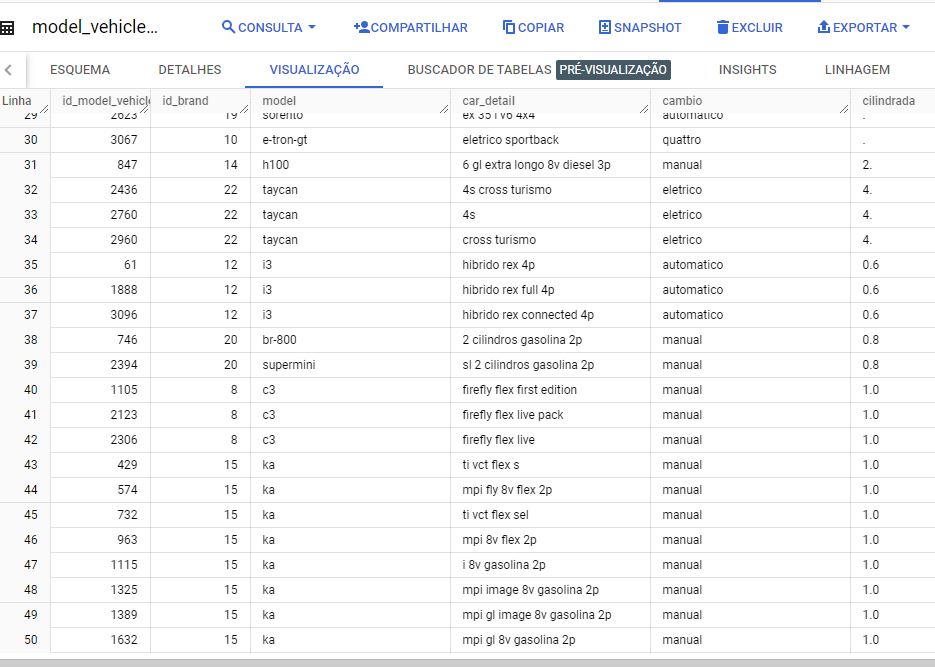 model_vehicle...
CONSULTA
COMPARTILHAR
COPIAR
SNAPSHOT
EXCLUIR
EXPORTAR
ESQUEMA
DETALHES
VISUALIZAÇÃO
BUSCADOR DE TABELAS PRÉ-VISUALIZAÇÃO
INSIGHTS
LINHAGEM
Linha id_model_vehicle id_brand model car_detail cambio cilindrada
29 2623 19 sorento ex 35 i v6 4x4 automatico .
30 3067 10 e-tron-gt eletrico sportback quattro .
31 847 14 h100 6 gl extra longo 8v diesel 3p manual 2.
32 2436 22 taycan 4s cross turismo eletrico 4.
33 2760 22 taycan 4s eletrico 4.
34 2960 22 taycan cross turismo eletrico 4.
35 61 12 i3 hibrido rex 4p automatico 0.6
36 1888 12 i3 hibrido rex full 4p automatico 0.6
37 3096 12 i3 hibrido rex connected 4p automatico 0.6
38 746 20 br-800 2 cilindros gasolina 2p manual 0.8
39 2394 20 supermini sl 2 cilindros gasolina 2p manual 0.8
40 1105 8 c3 firefly flex first edition manual 1.0
41 2123 8 c3 firefly flex live pack manual 1.0
42 2306 8 c3 firefly flex live manual 1.0
43 429 15 ka ti vct flex s manual 1.0
44 574 15 ka mpi fly 8v flex 2p manual 1.0
45 732 15 ka ti vct flex sel manual 1.0
46 963 15 ka mpi 8v flex 2p manual 1.0
47 1115 15 ka i 8v gasolina 2p manual 1.0
48 1325 15 ka mpi image 8v gasolina 2p manual 1.0
49 1389 15 ka mpi gl image 8v gasolina 2p manual 1.0
50 1632 15 ka mpi gl 8v gasolina 2p manual 1.0